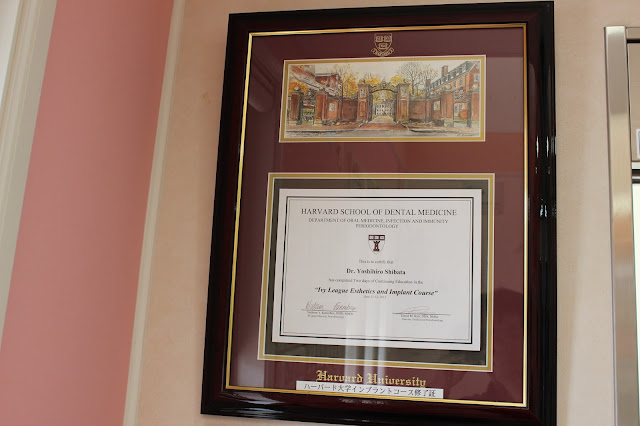 HARVARD SCHOOL OF DENTAL MEDICINE
DEPARTMENT OF ORAL MEDICINE, INFECTION AND IMMUNITY
PERIODONTOLOGY
This is to certify that
Dr. Yoshihiro Shibata
has completed Two days of Continuing Education in the
"Ivy League Esthetics and Implant Course"
Harvard University
ハーバード大学インプラントコース修了証